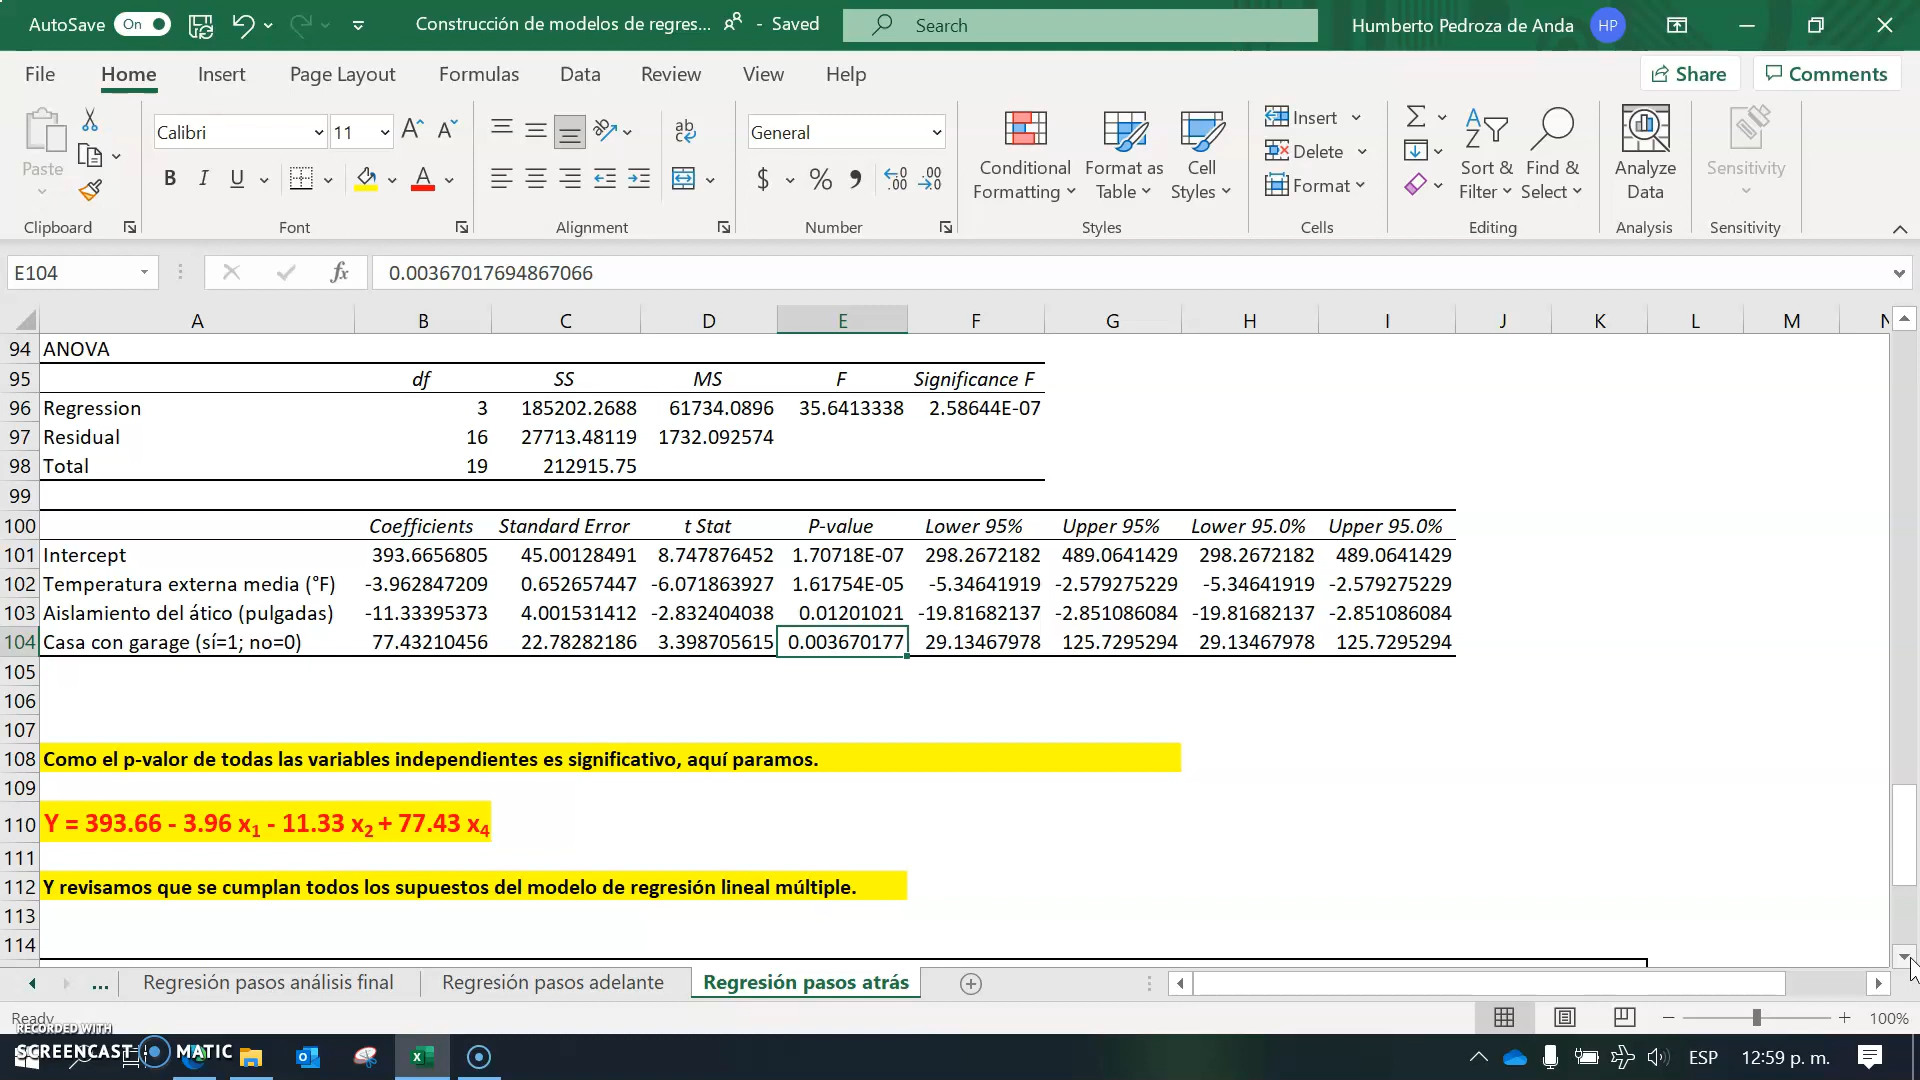 AutoSave On Construcción de modelos de regres... - Saved Search Humberto Pedroza de Anda HP
File Home Insert Page Layout Formulas Data Review View Help Share Comments
Calibri 11 General
Paste
B I U
Conditional Formatting
Format as Table
Cell Styles
Insert
Delete
Format
Sort & Filter
Find & Select
Analyze Data
Sensitivity
Clipboard Font Alignment Number Styles Cells Editing Analysis Sensitivity
E104 fx 0.00367017694867066
A B C D E F G H I J K L M
94 ANOVA
95 df SS MS F Significance F
96 Regression 3 185202.2688 61734.0896 35.6413338 2.58644E-07
97 Residual 16 27713.48119 1732.092574
98 Total 19 212915.75
99
100 Coefficients Standard Error t Stat P-value Lower 95% Upper 95% Lower 95.0% Upper 95.0%
101 Intercept 393.6656805 45.00128491 8.747876452 1.70718E-07 298.2672182 489.0641429 298.2672182 489.0641429
102 Temperatura externa media (°F) -3.962847209 0.652657447 -6.071863927 1.61754E-05 -5.34641919 -2.579275229 -5.34641919 -2.579275229
103 Aislamiento del ático (pulgadas) -11.33395373 4.001531412 -2.832404038 0.01201021 -19.81682137 -2.851086084 -19.81682137 -2.851086084
104 Casa con garage (sí=1; no=0) 77.43210456 22.78282186 3.398705615 0.003670177 29.13467978 125.7295294 29.13467978 125.7295294
105
106
107
108 Como el p-valor de todas las variables independientes es significativo, aquí paramos.
109
110 Y = 393.66 - 3.96 x₁ - 11.33 x₂ + 77.43 x₄
111
112 Y revisamos que se cumplan todos los supuestos del modelo de regresión lineal múltiple.
113
114
... Regresión pasos análisis final Regresión pasos adelante Regresión pasos atrás
Ready 100%
RECORDED WITH
SCREENCAST MATIC
ESP 12:59 p. m.